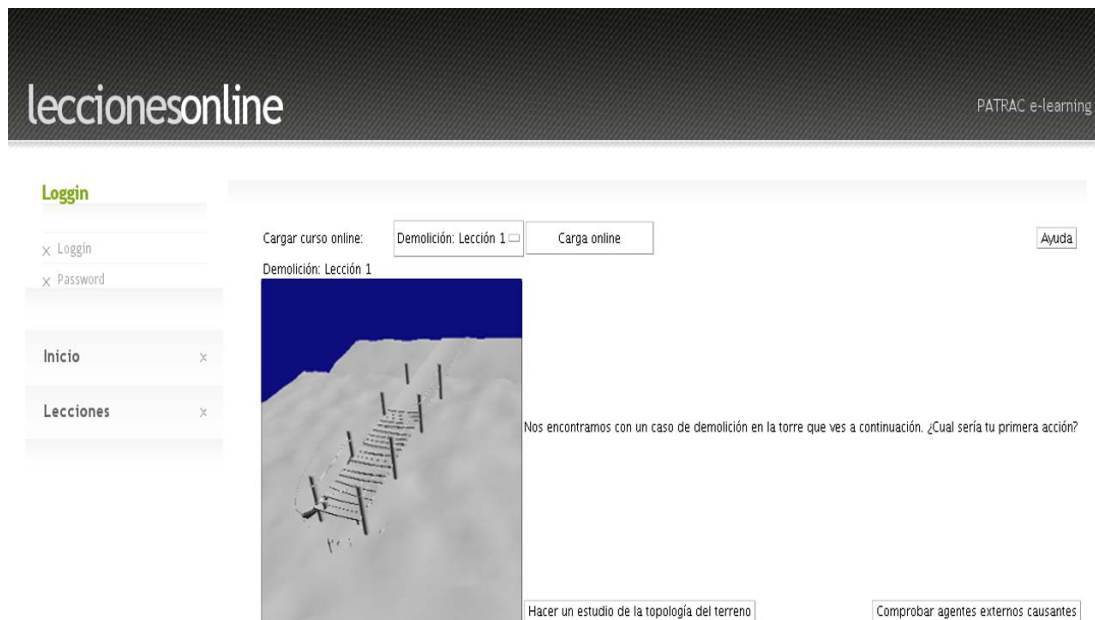 leccionesonline
PATRAC e-learning
Loggin
Loggin
Password
Inicio
Lecciones
Cargar curso online:
Demolición: Lección 1
Carga online
Ayuda
Demolición: Lección 1
Nos encontramos con un caso de demolición en la torre que ves a continuación. ¿Cual sería tu primera acción?
Hacer un estudio de la topología del terreno
Comprobar agentes externos causantes